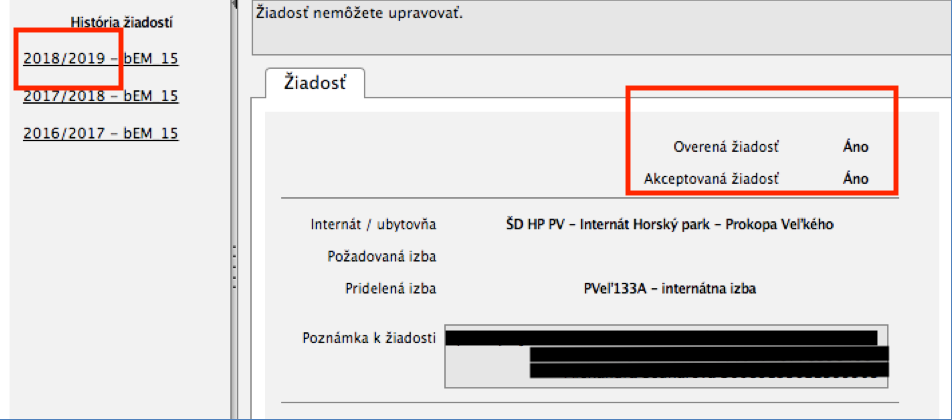 História žiadostí
2018/2019 – bEM_15
2017/2018 – bEM_15
2016/2017 – bEM_15
Žiadosť nemôžete upravovať.
Žiadosť
Overená žiadosť Áno
Akceptovaná žiadosť Áno
Internát / ubytovňa ŠD HP PV – Internát Horský park – Prokopa Veľkého
Požadovaná izba
Pridelená izba PVeľ'133A – internátna izba
Poznámka k žiadosti